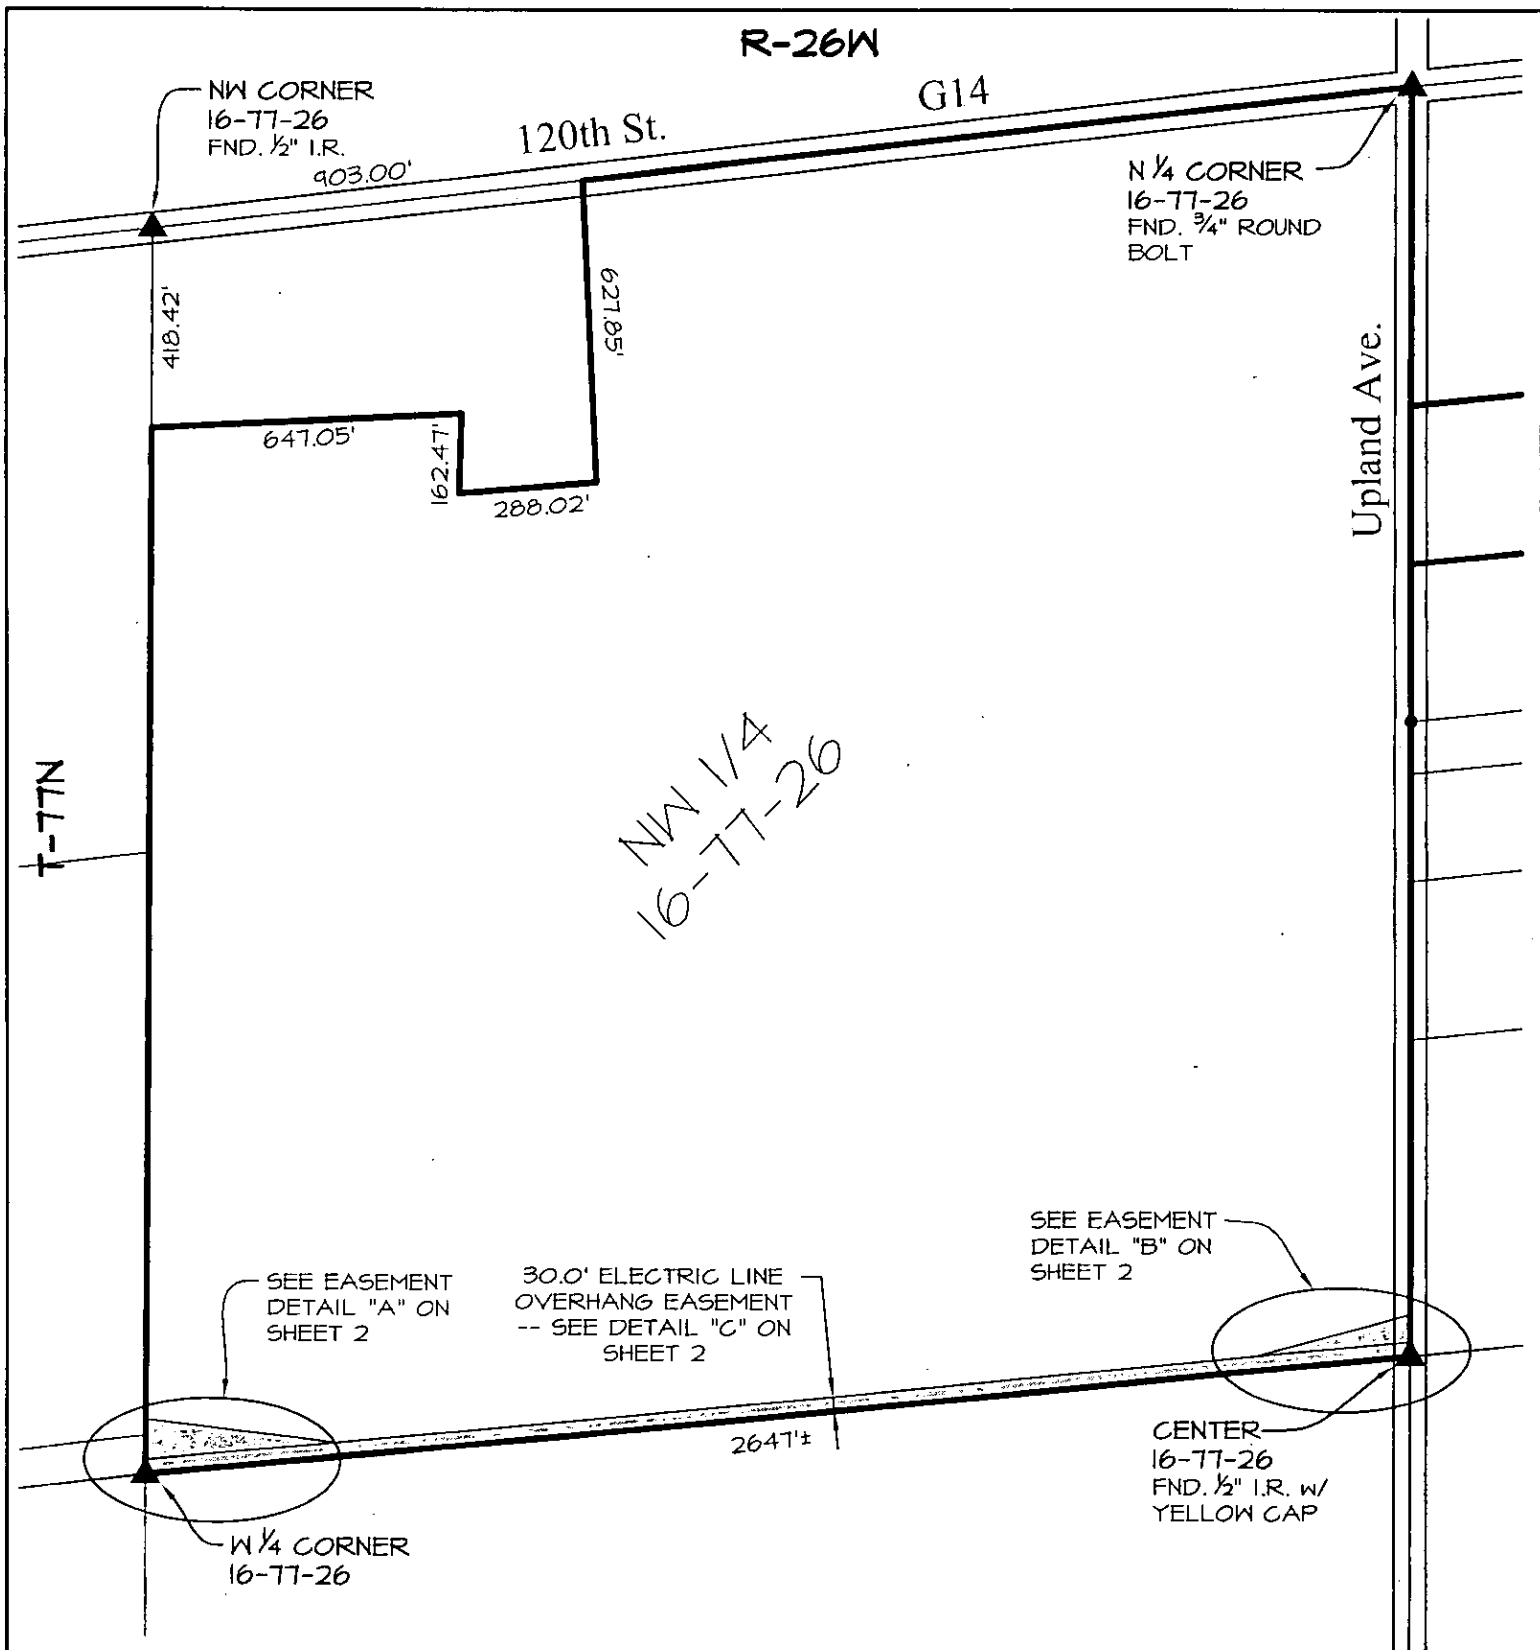 R-26W
NW CORNER
16-77-26
FND. ½" I.R.
903.00'
120th St.
G14
N ¼ CORNER
16-77-26
FND. ¾" ROUND
BOLT
418.42'
627.85'
647.05'
162.47'
288.02'
Upland Ave.
T-77N
NW 1/4
16-77-26
SEE EASEMENT
DETAIL "A" ON
SHEET 2
30.0' ELECTRIC LINE
OVERHANG EASEMENT
-- SEE DETAIL "C" ON
SHEET 2
SEE EASEMENT
DETAIL "B" ON
SHEET 2
2647'±
CENTER
16-77-26
FND. ½" I.R. w/
YELLOW CAP
W ¼ CORNER
16-77-26